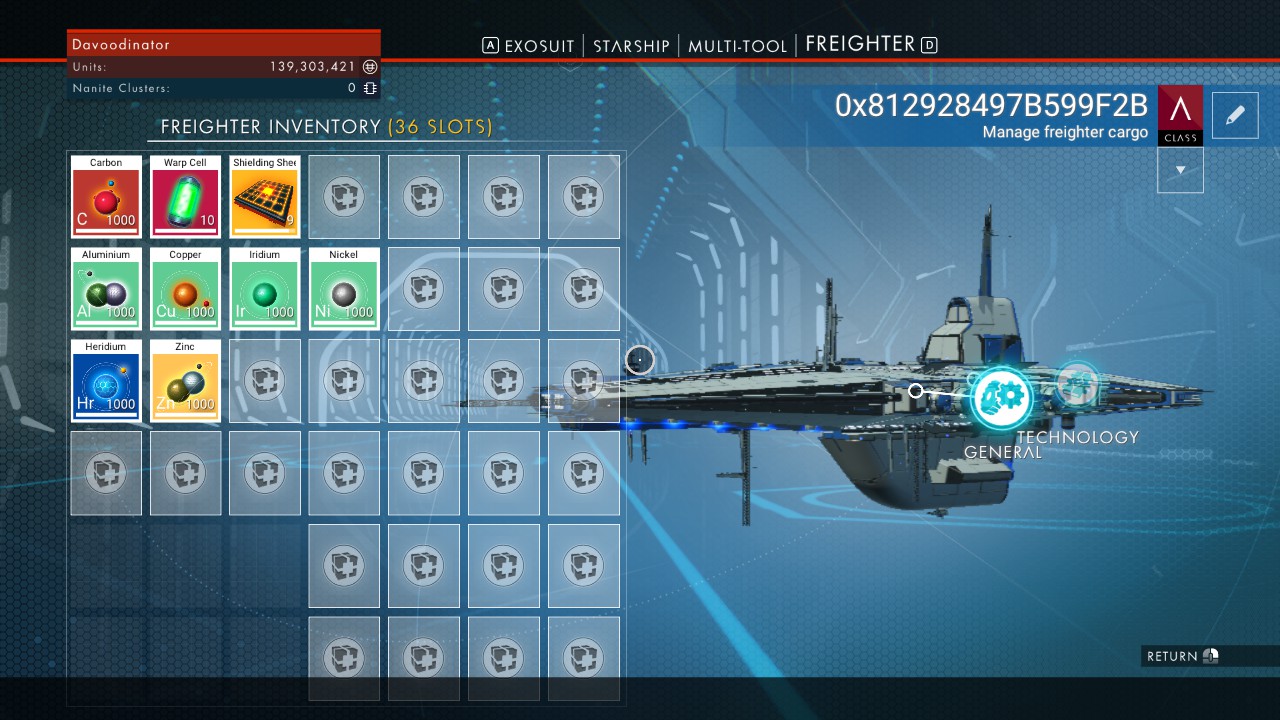 Davoodinator
Units: 139,303,421
Nanite Clusters: 0
A EXOSUIT STARSHIP MULTI-TOOL FREIGHTER D
0x812928497B599F2B
Manage freighter cargo
CLASS
FREIGHTER INVENTORY (36 SLOTS)
Carbon Warp Cell Shielding Shee
C 1000 10 9
Aluminium Copper Iridium Nickel
Al 1000 Cu 1000 Ir 1000 Ni 1000
Heridium Zinc
Hr 1000 Zn 1000
TECHNOLOGY
GENERAL
RETURN